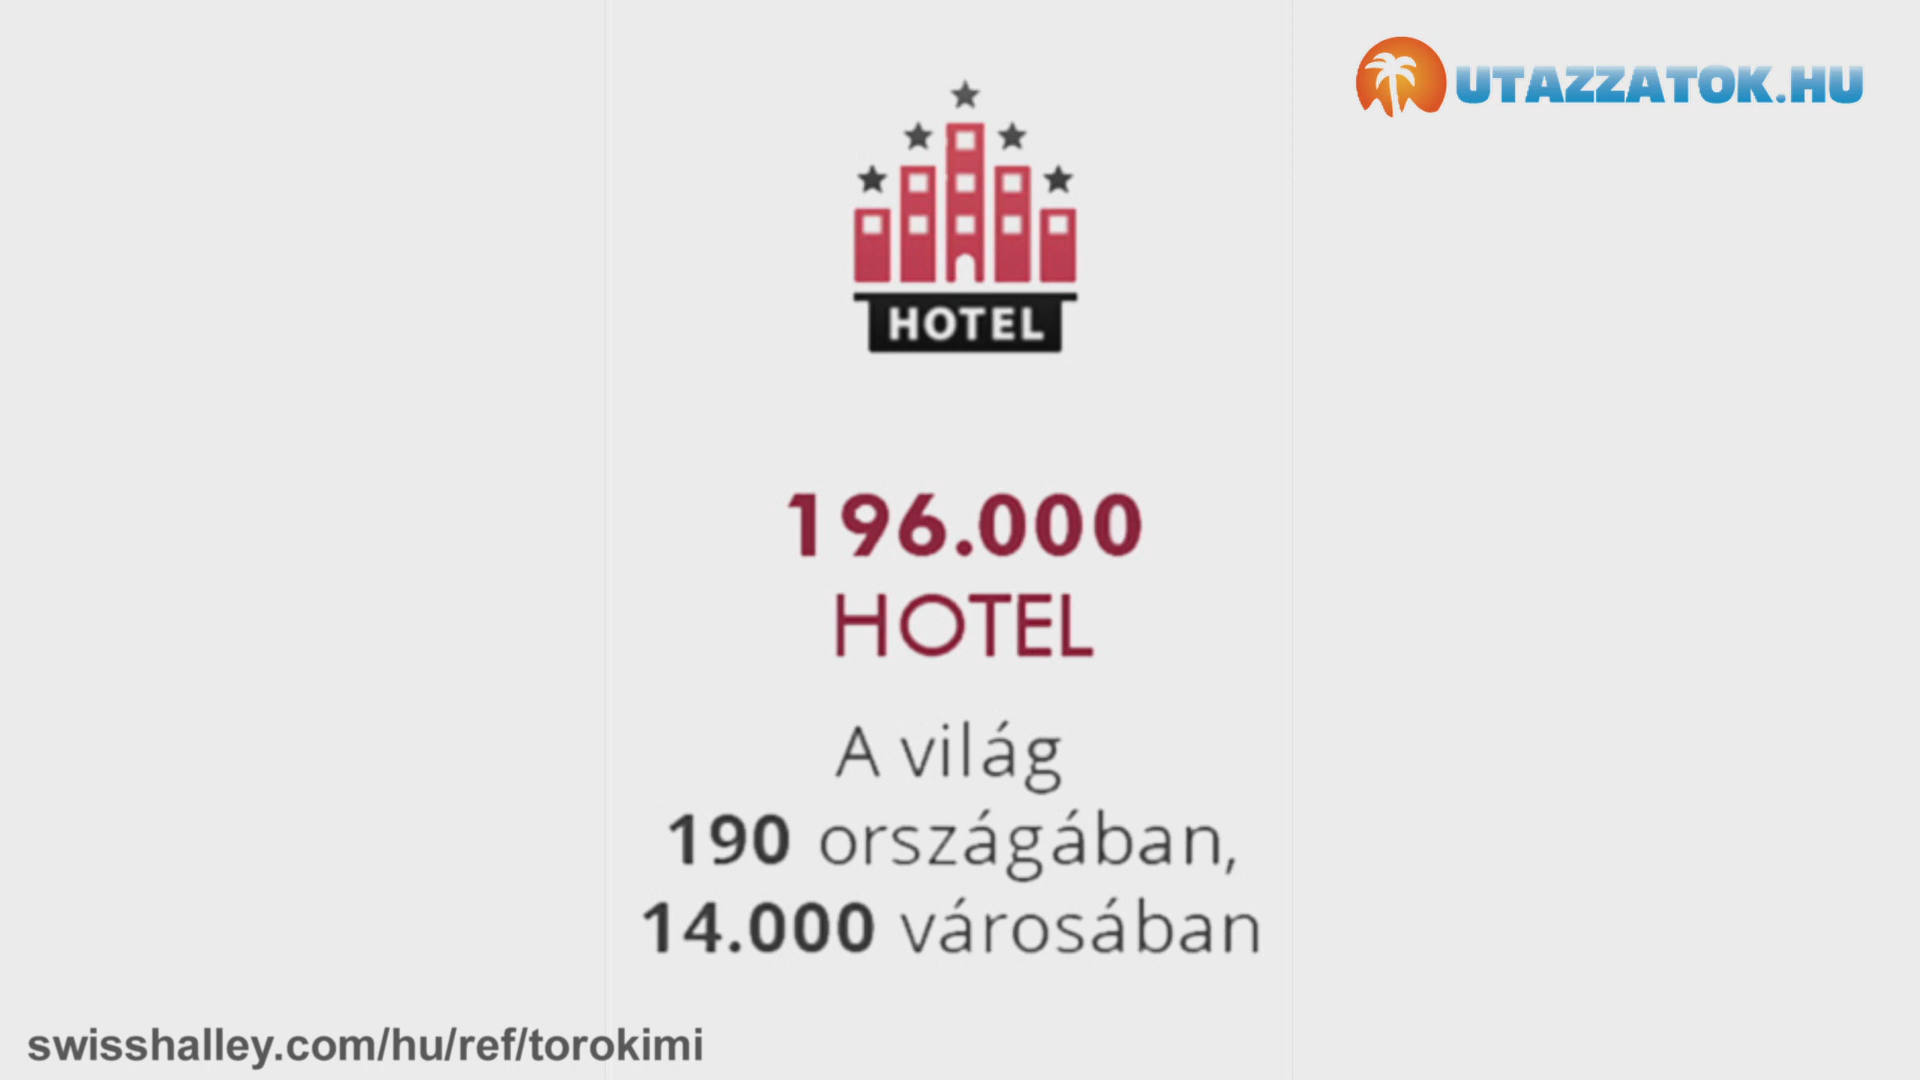 UTAZZATOK.HU
HOTEL
196.000
HOTEL
A világ
190 országában,
14.000 városában
swisshalley.com/hu/ref/torokimi